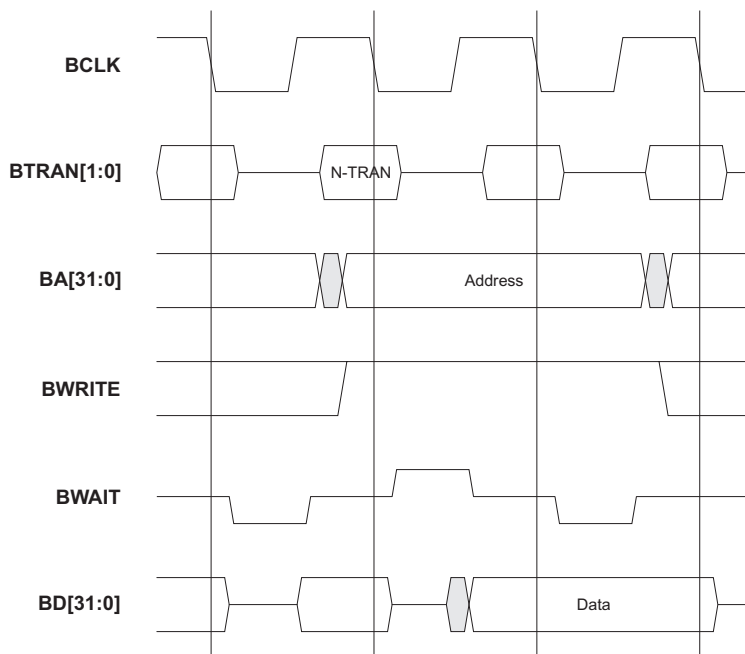 BCLK
BTRAN[1:0]
N-TRAN
BA[31:0]
Address
BWRITE
BWAIT
BD[31:0]
Data